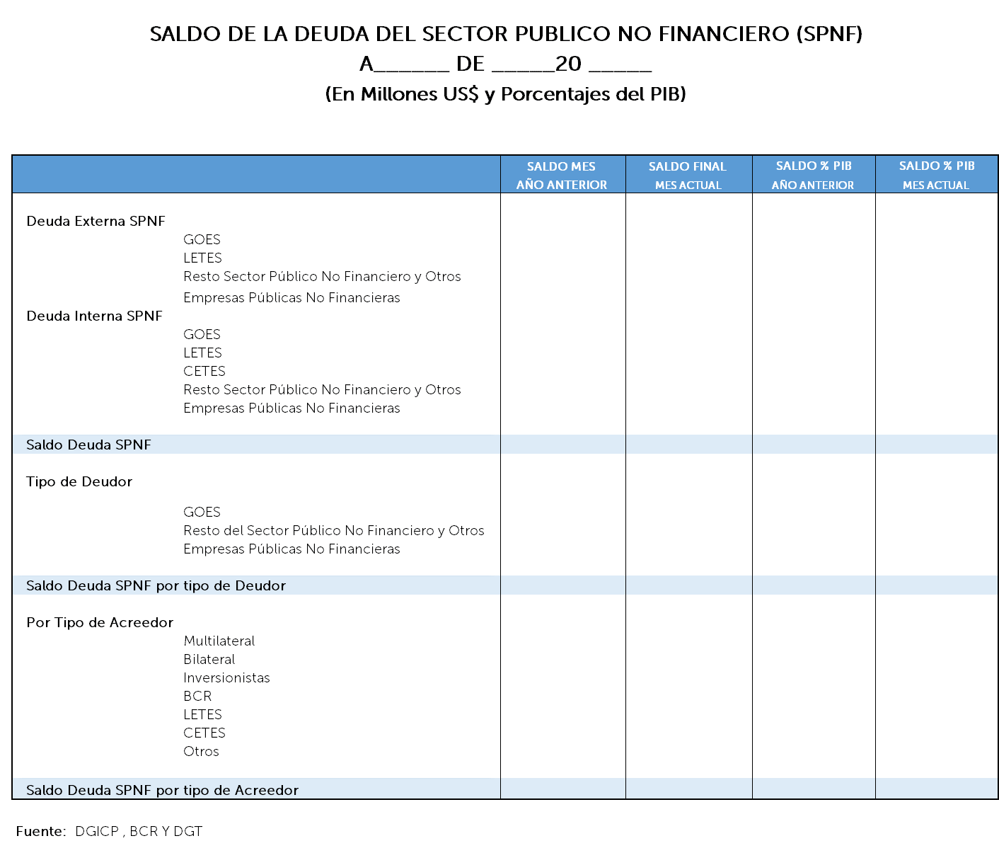 SALDO DE LA DEUDA DEL SECTOR PUBLICO NO FINANCIERO (SPNF)
A______ DE _____20 _____
(En Millones US$ y Porcentajes del PIB)
SALDO MES AÑO ANTERIOR
SALDO FINAL MES ACTUAL
SALDO % PIB AÑO ANTERIOR
SALDO % PIB MES ACTUAL
Deuda Externa SPNF
GOES
LETES
Resto Sector Público No Financiero y Otros
Empresas Públicas No Financieras
Deuda Interna SPNF
GOES
LETES
CETES
Resto Sector Público No Financiero y Otros
Empresas Públicas No Financieras
Saldo Deuda SPNF
Tipo de Deudor
GOES
Resto del Sector Público No Financiero y Otros
Empresas Públicas No Financieras
Saldo Deuda SPNF por tipo de Deudor
Por Tipo de Acreedor
Multilateral
Bilateral
Inversionistas
BCR
LETES
CETES
Otros
Saldo Deuda SPNF por tipo de Acreedor
Fuente: DGICP , BCR Y DGT